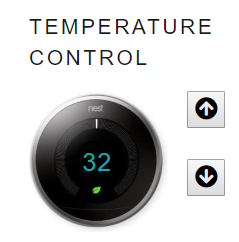 TEMPERATURE
CONTROL
nest
32